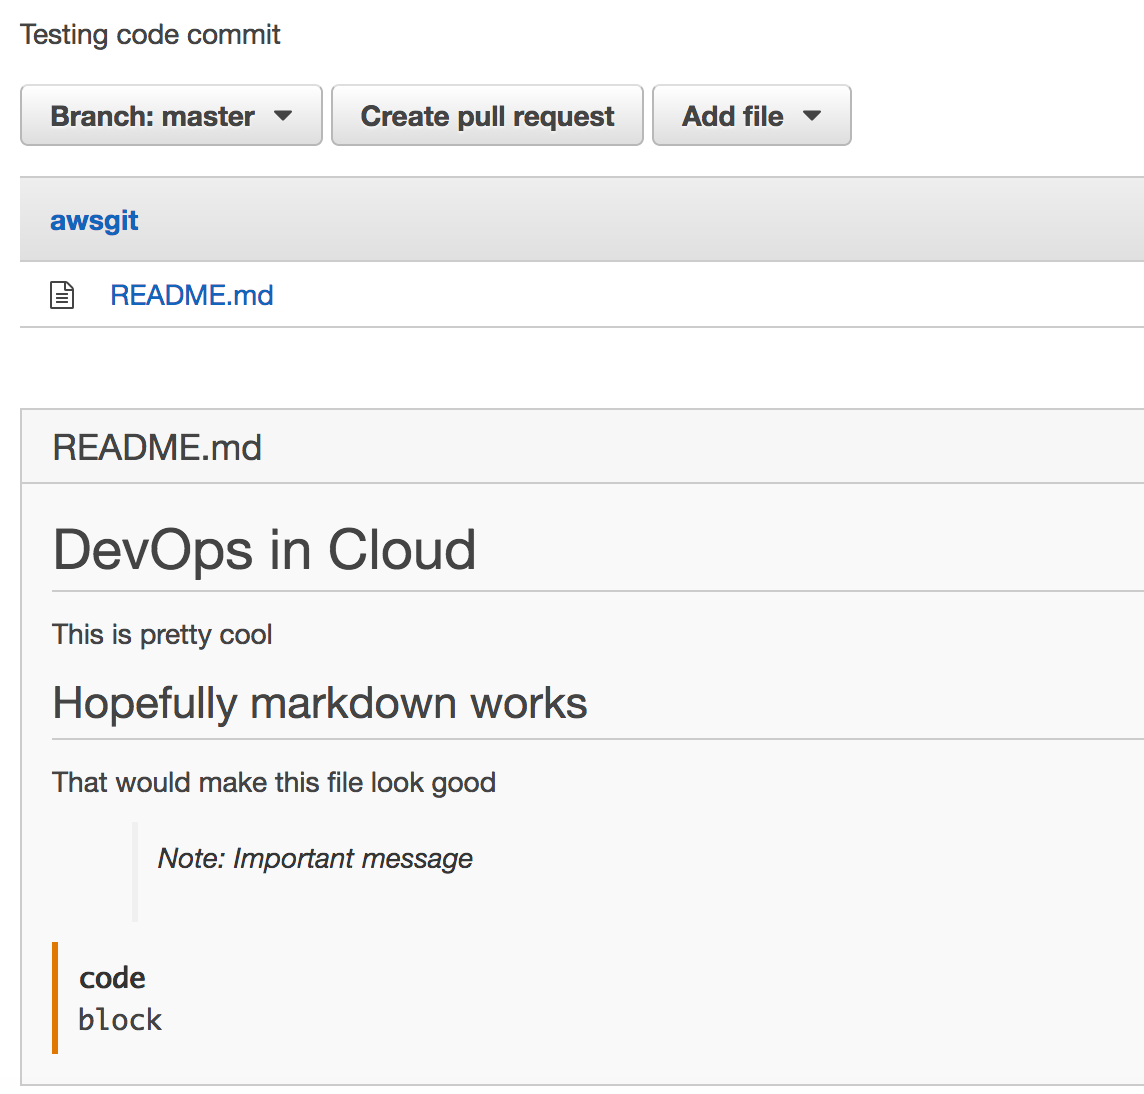 Testing code commit
Branch: master
Create pull request
Add file
awsgit
README.md
README.md
DevOps in Cloud
This is pretty cool
Hopefully markdown works
That would make this file look good
Note: Important message
code
block